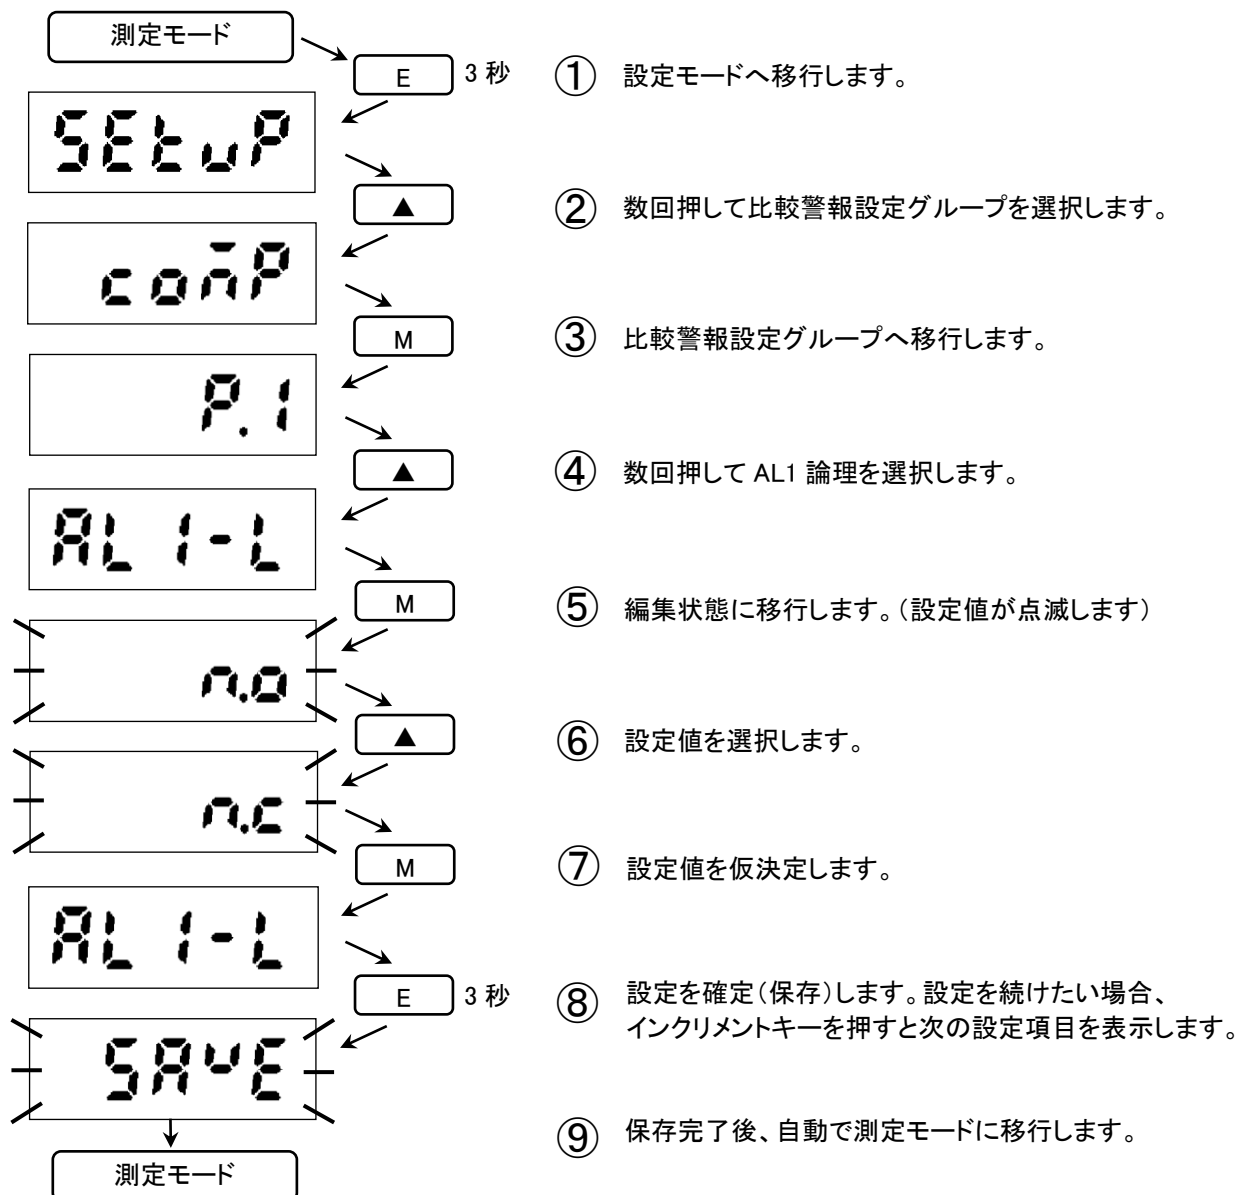 測定モード
E 3 秒 ① 設定モードへ移行します。
SEtuP
▲ ② 数回押して比較警報設定グループを選択します。
comP
M ③ 比較警報設定グループへ移行します。
P.1
▲ ④ 数回押して AL1 論理を選択します。
AL1-L
M ⑤ 編集状態に移行します。（設定値が点滅します）
n.o
▲ ⑥ 設定値を選択します。
n.c
M ⑦ 設定値を仮決定します。
AL1-L
E 3 秒 ⑧ 設定を確定（保存）します。設定を続けたい場合、
インクリメントキーを押すと次の設定項目を表示します。
SAvE
⑨ 保存完了後、自動で測定モードに移行します。
測定モード